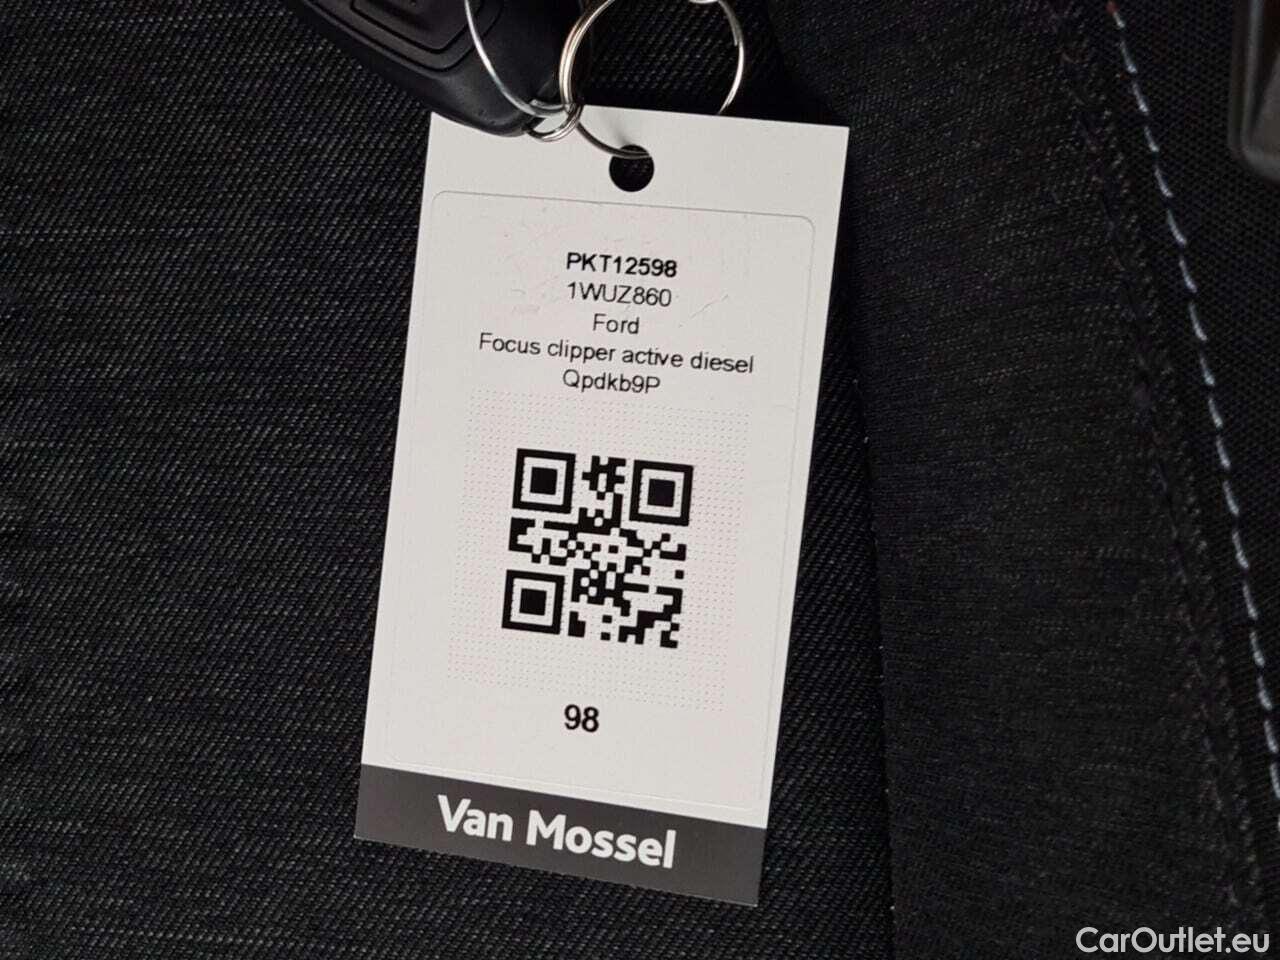 PKT12598
1WUZ860
Ford
Focus clipper active diesel
Qpdkb9P
98
Van Mossel
CarOutlet.eu